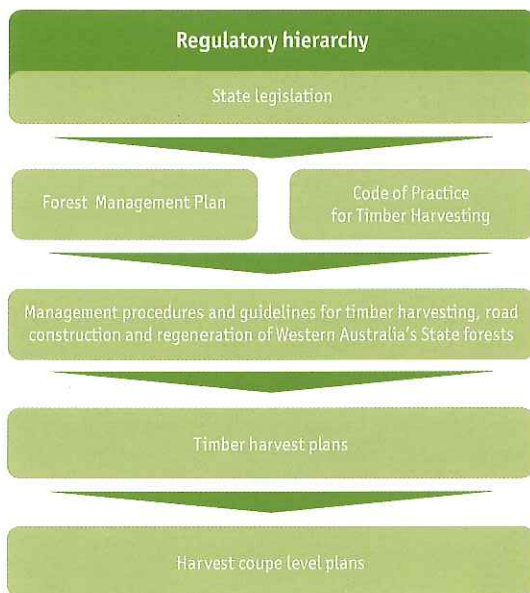 Regulatory hierarchy
State legislation
Forest Management Plan
Code of Practice
for Timber Harvesting
Management procedures and guidelines for timber harvesting, road
construction and regeneration of Western Australia's State forests
Timber harvest plans
Harvest coupe level plans